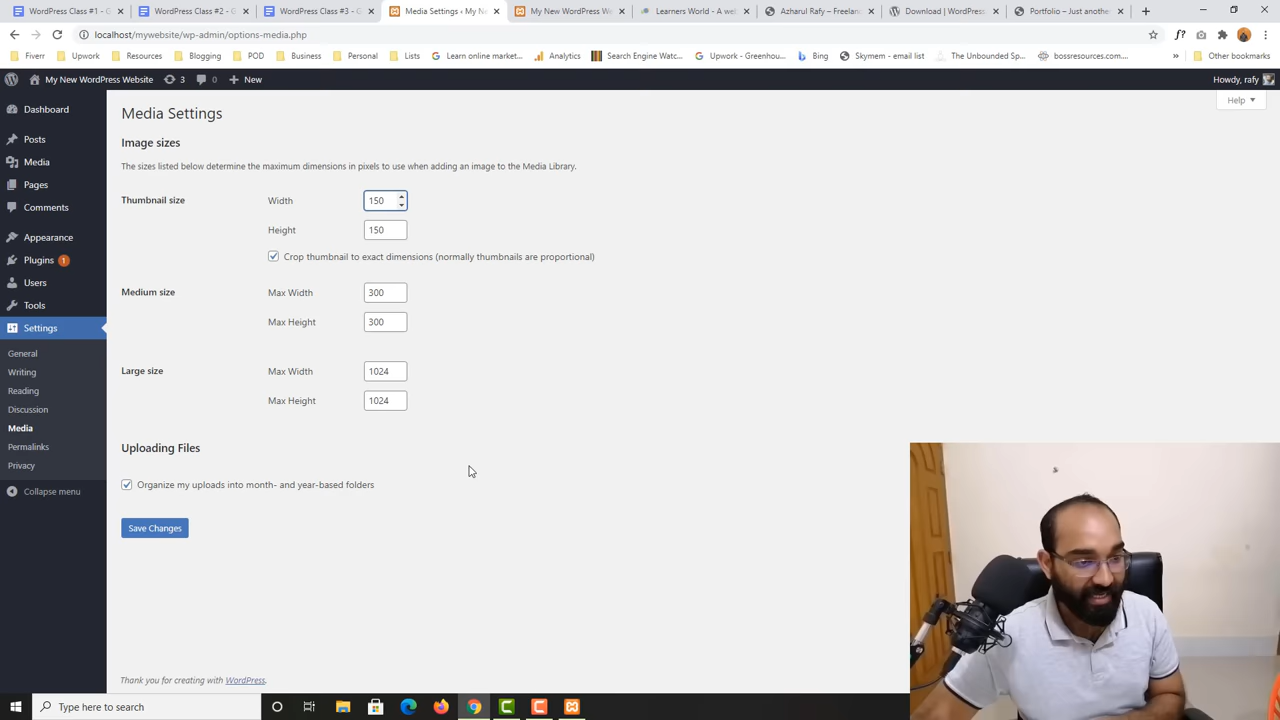 WordPress Class #1 - G
WordPress Class #2 - G
WordPress Class #3 - G
Media Settings ‹ My N
My New WordPress We
Learners World - A wel
Azharul Rafy – Freelanc
Download | WordPress
Portfolio – Just another
localhost/mywebsite/wp-admin/options-media.php
Fiverr
Upwork
Resources
Blogging
POD
Business
Personal
Lists
Learn online market...
Analytics
Search Engine Watc...
Upwork - Greenhou...
Bing
Skymem - email list...
The Unbounded Sp...
bossresources.com...
»
Other bookmarks
My New WordPress Website
3
0
+ New
Howdy, rafy
Help
Dashboard
Posts
Media
Pages
Comments
Appearance
Plugins 1
Users
Tools
Settings
General
Writing
Reading
Discussion
Media
Permalinks
Privacy
Collapse menu
Media Settings
Image sizes
The sizes listed below determine the maximum dimensions in pixels to use when adding an image to the Media Library.
Thumbnail size
Width 150
Height 150
Crop thumbnail to exact dimensions (normally thumbnails are proportional)
Medium size
Max Width 300
Max Height 300
Large size
Max Width 1024
Max Height 1024
Uploading Files
Organize my uploads into month- and year-based folders
Save Changes
Thank you for creating with WordPress.
Type here to search